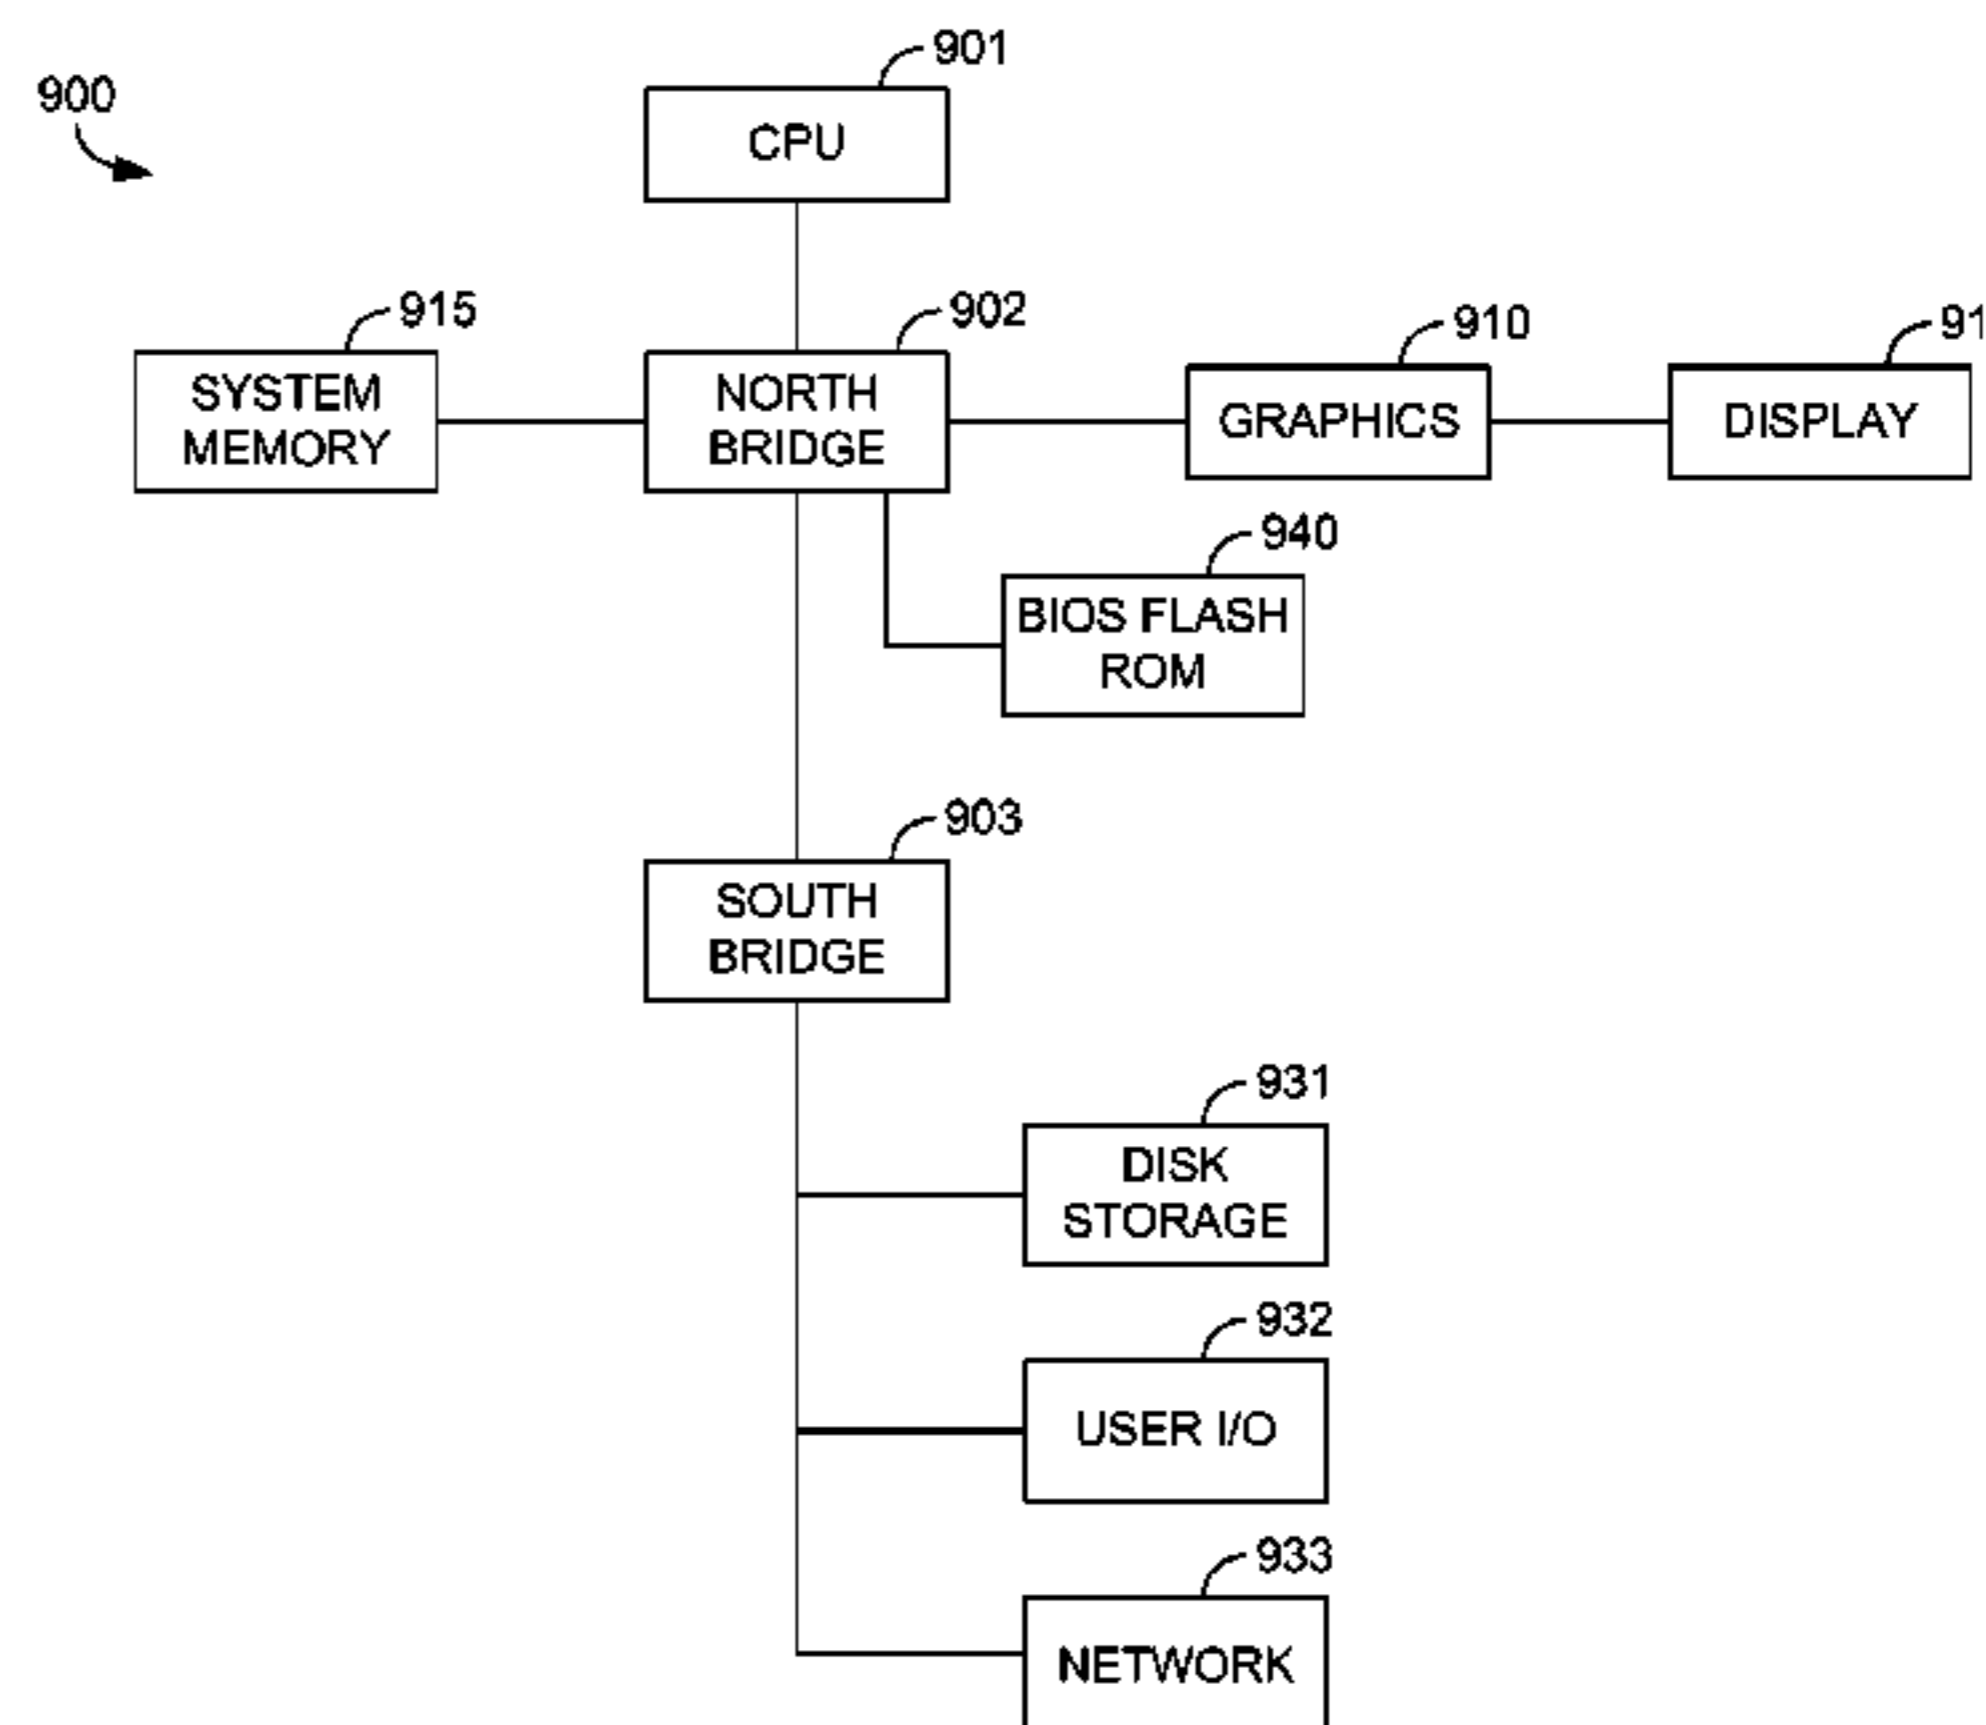 900
901
CPU
915
SYSTEM
MEMORY
902
NORTH
BRIDGE
910
GRAPHICS
DISPLAY
940
BIOS FLASH
ROM
903
SOUTH
BRIDGE
931
DISK
STORAGE
932
USER I/O
933
NETWORK